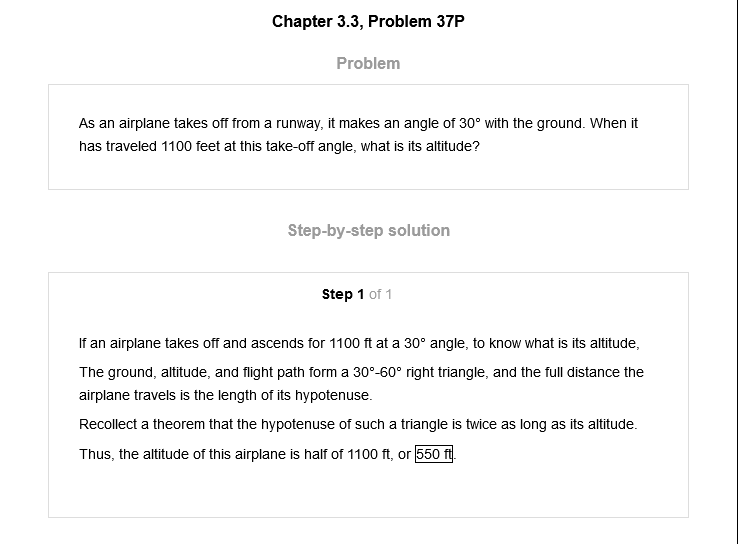 Chapter 3.3, Problem 37P
Problem
As an airplane takes off from a runway, it makes an angle of 30° with the ground. When it
has traveled 1100 feet at this take-off angle, what is its altitude?
Step-by-step solution
Step 1 of 1
If an airplane takes off and ascends for 1100 ft at a 30° angle, to know what is its altitude,
The ground, altitude, and flight path form a 30°-60° right triangle, and the full distance the
airplane travels is the length of its hypotenuse.
Recollect a theorem that the hypotenuse of such a triangle is twice as long as its altitude.
Thus, the altitude of this airplane is half of 1100 ft, or 550 ft.